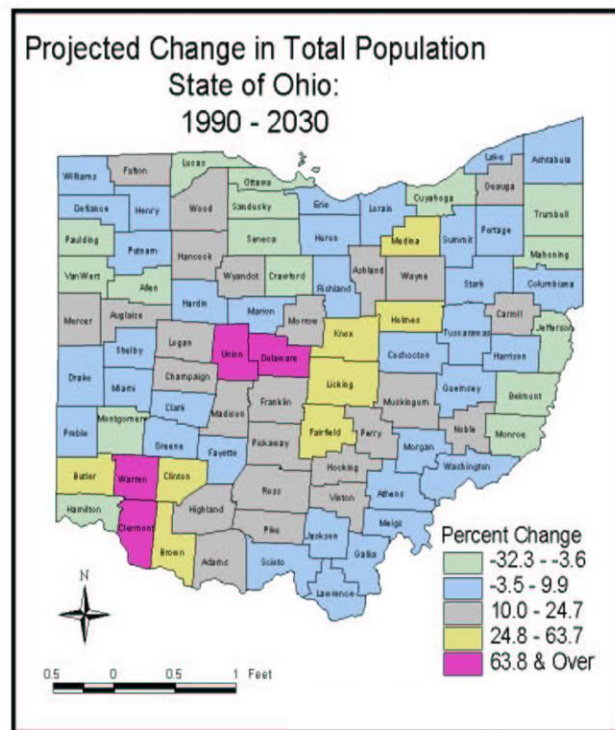 Projected Change in Total Population
State of Ohio:
1990 - 2030
Williams
Fulton
Lucas
Ottawa
Lake
Ashtabula
Geauga
Cuyahoga
Defiance
Henry
Wood
Sandusky
Erie
Lorain
Trumbull
Paulding
Putnam
Hancock
Seneca
Huron
Medina
Summit
Portage
Mahoning
Van Wert
Allen
Wyandot
Crawford
Richland
Ashland
Wayne
Stark
Columbiana
Mercer
Auglaize
Hardin
Marion
Morrow
Holmes
Carroll
Jefferson
Logan
Union
Delaware
Knox
Coshocton
Tuscarawas
Harrison
Shelby
Drake
Miami
Champaign
Licking
Guernsey
Belmont
Clark
Madison
Franklin
Muskingum
Noble
Monroe
Preble
Montgomery
Greene
Fayette
Pickaway
Fairfield
Perry
Morgan
Washington
Butler
Warren
Clinton
Hocking
Athens
Hamilton
Clermont
Highland
Ross
Vinton
Meigs
Brown
Adams
Pike
Scioto
Jackson
Gallia
Lawrence
Percent Change
-32.3 - -3.6
-3.5 - 9.9
10.0 - 24.7
24.8 - 63.7
63.8 & Over
N
0.5 0 0.5 1 Feet